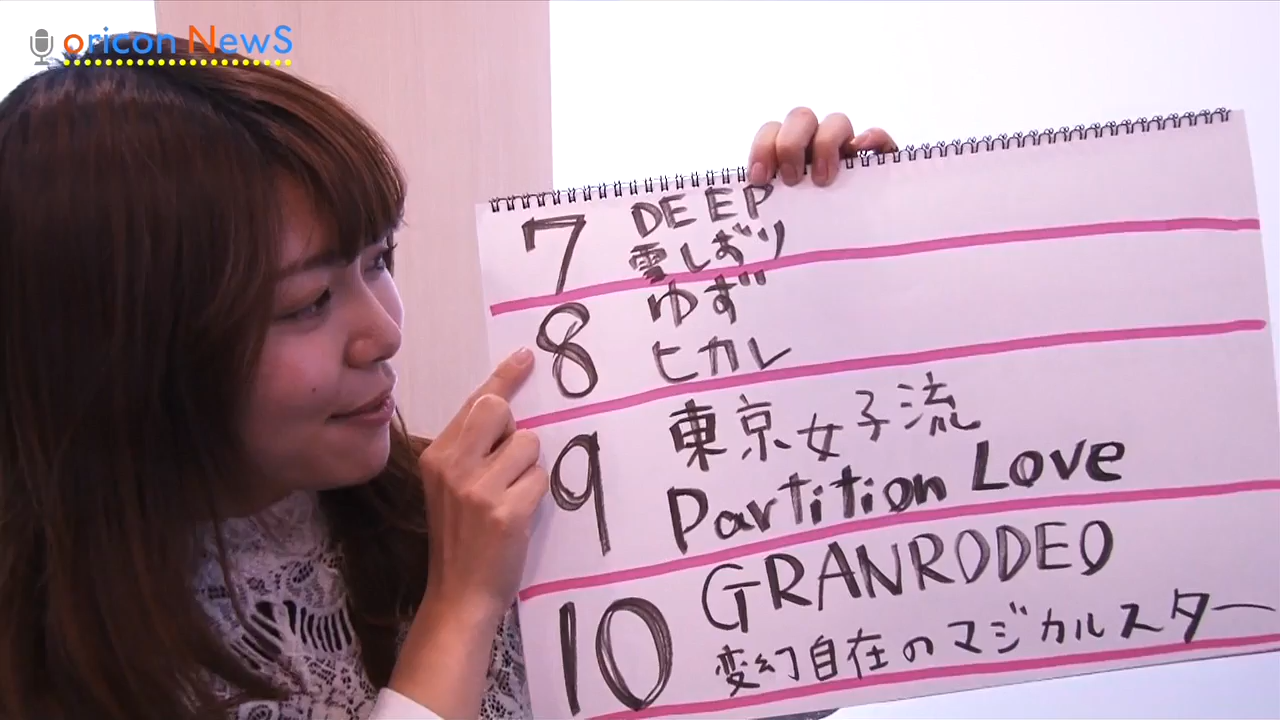 oricon NewS
7 DEEP
雪しずり
8 ゆず
ヒカレ
9 東京女子流
Partition Love
10 GRANRODEO
変幻自在のマジカルスター